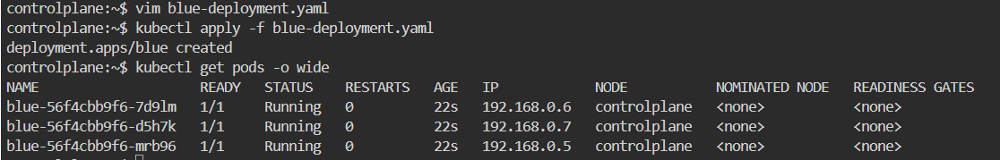 controlplane:~$ vim blue-deployment.yaml
controlplane:~$ kubectl apply -f blue-deployment.yaml
deployment.apps/blue created
controlplane:~$ kubectl get pods -o wide
NAME READY STATUS RESTARTS AGE IP NODE NOMINATED NODE READINESS GATES
blue-56f4cbb9f6-7d9lm 1/1 Running 0 22s 192.168.0.6 controlplane <none> <none>
blue-56f4cbb9f6-d5h7k 1/1 Running 0 22s 192.168.0.7 controlplane <none> <none>
blue-56f4cbb9f6-mrb96 1/1 Running 0 22s 192.168.0.5 controlplane <none> <none>